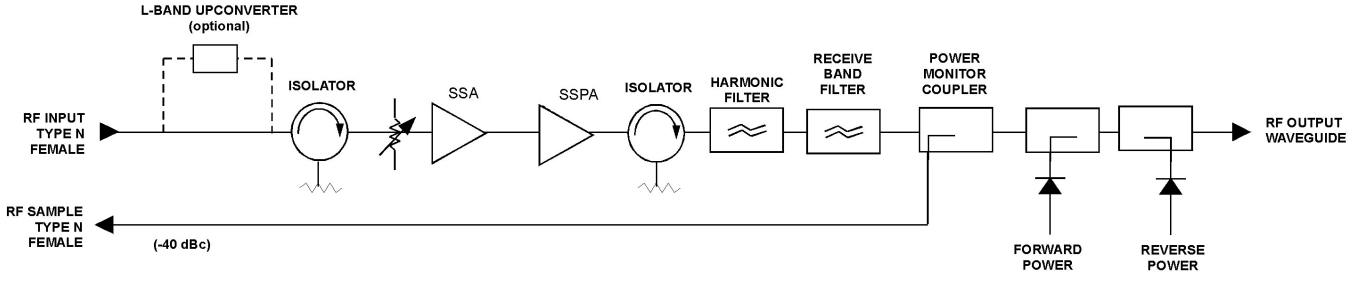 L-BAND UPCONVERTER
(optional)
RF INPUT
TYPE N
FEMALE
ISOLATOR
SSA
SSPA
ISOLATOR
HARMONIC
FILTER
RECEIVE
BAND
FILTER
POWER
MONITOR
COUPLER
RF OUTPUT
WAVEGUIDE
RF SAMPLE
TYPE N
FEMALE
(-40 dBc)
FORWARD
POWER
REVERSE
POWER